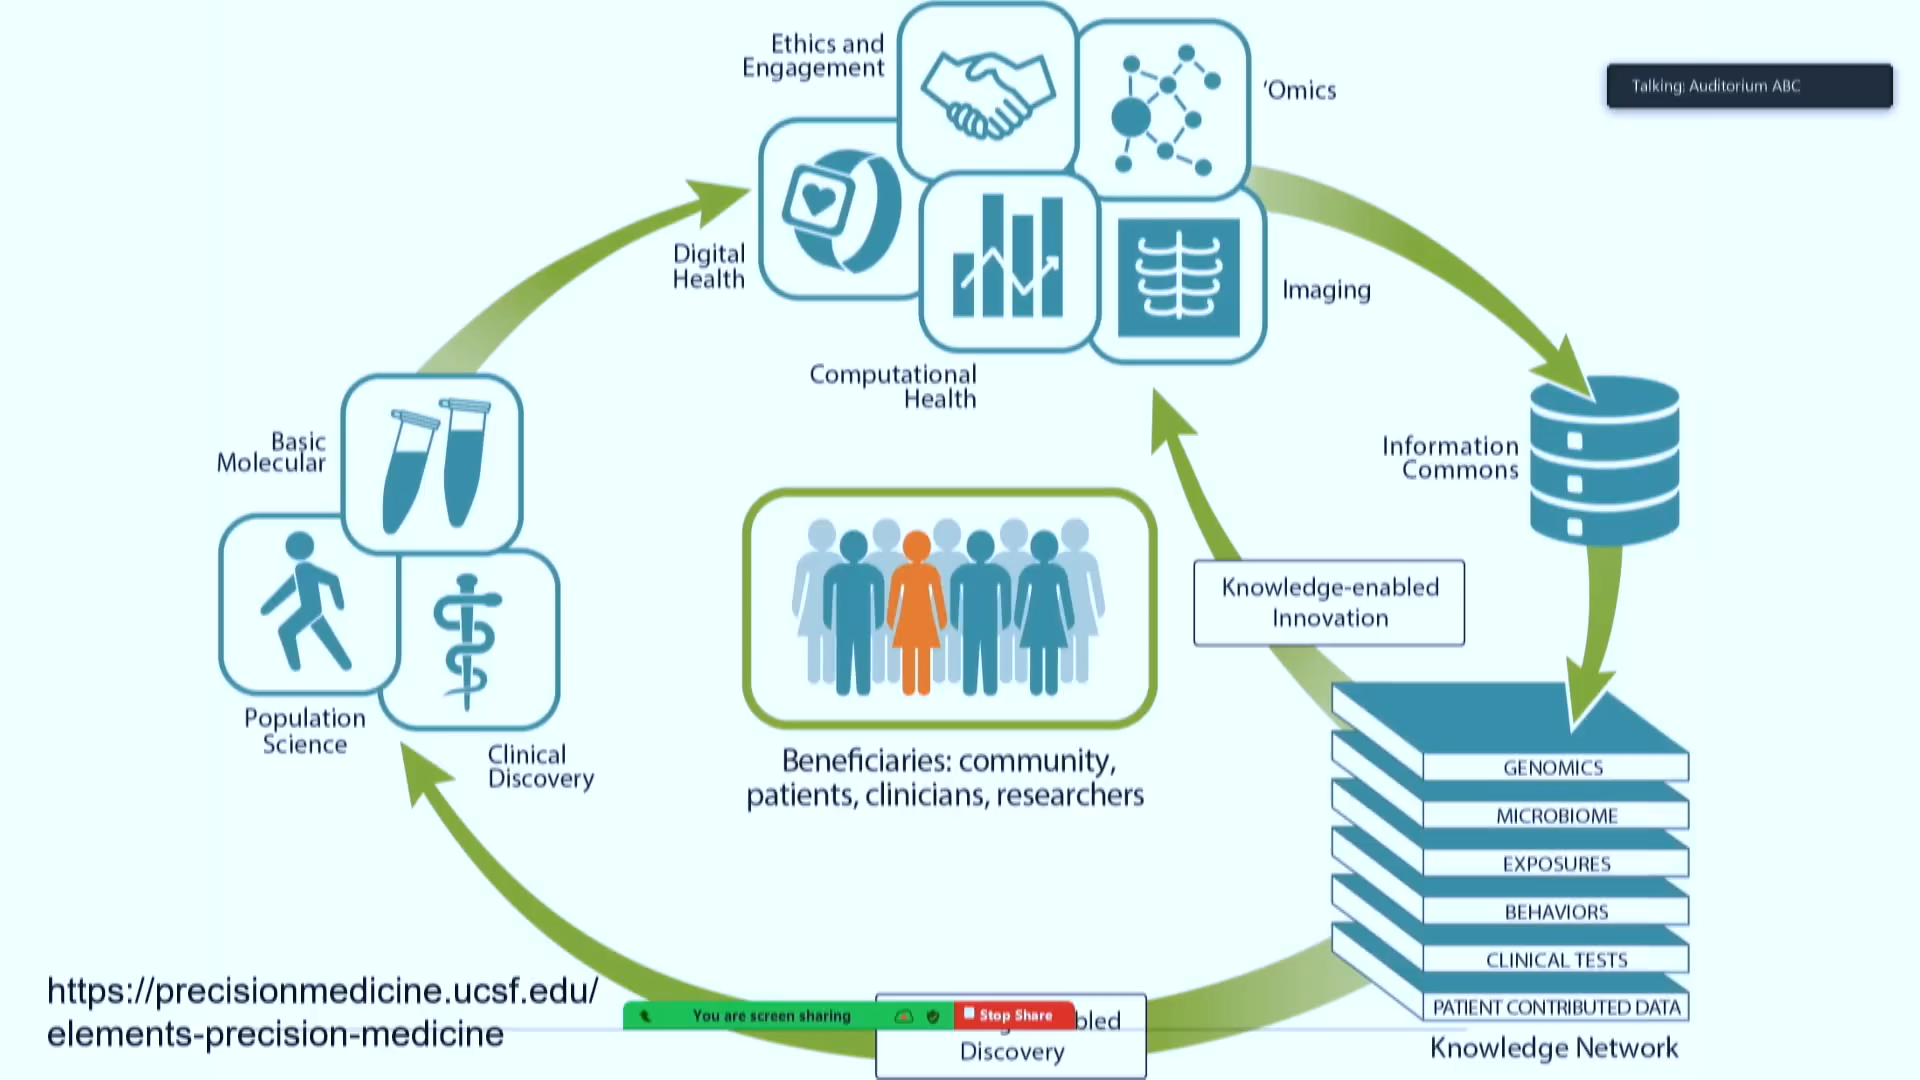 Ethics and
Engagement
'Omics
Talking: Auditorium ABC
Digital
Health
Imaging
Computational
Health
Basic
Molecular
Information
Commons
Knowledge-enabled
Innovation
Population
Science
Clinical
Discovery
Beneficiaries: community,
patients, clinicians, researchers
GENOMICS
MICROBIOME
EXPOSURES
BEHAVIORS
CLINICAL TESTS
PATIENT CONTRIBUTED DATA
Knowledge Network
https://precisionmedicine.ucsf.edu/
elements-precision-medicine
You are screen sharing
Stop Share
Discovery